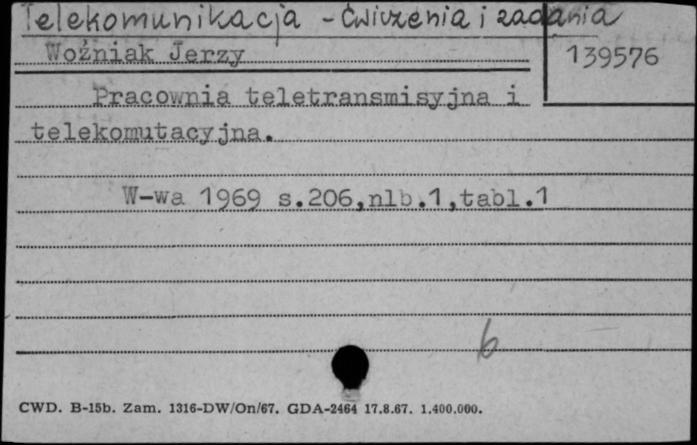 Telekomunikacja - Ćwiczenia i zadania
Woźniak Jerzy
139576
Pracownia teletransmisyjna i
telekomutacyjna.
W-wa 1969 s.206,nlb.1,tabl.1
b
CWD. B-15b. Zam. 1316-DW/On/67. GDA-2464 17.8.67. 1.400.000.